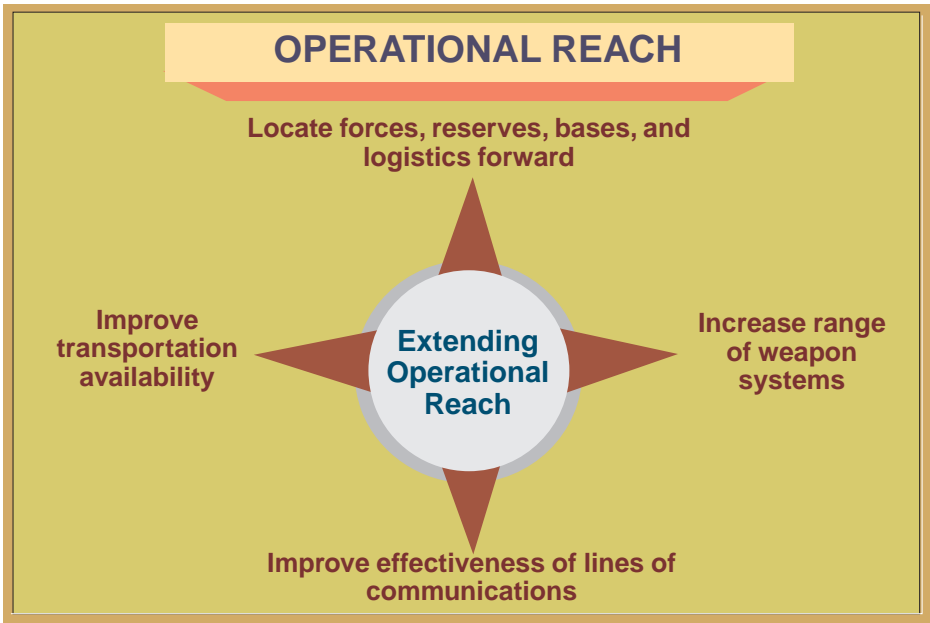 OPERATIONAL REACH
Locate forces, reserves, bases, and
logistics forward
Improve
transportation
availability
Extending
Operational
Reach
Increase range
of weapon
systems
Improve effectiveness of lines of
communications